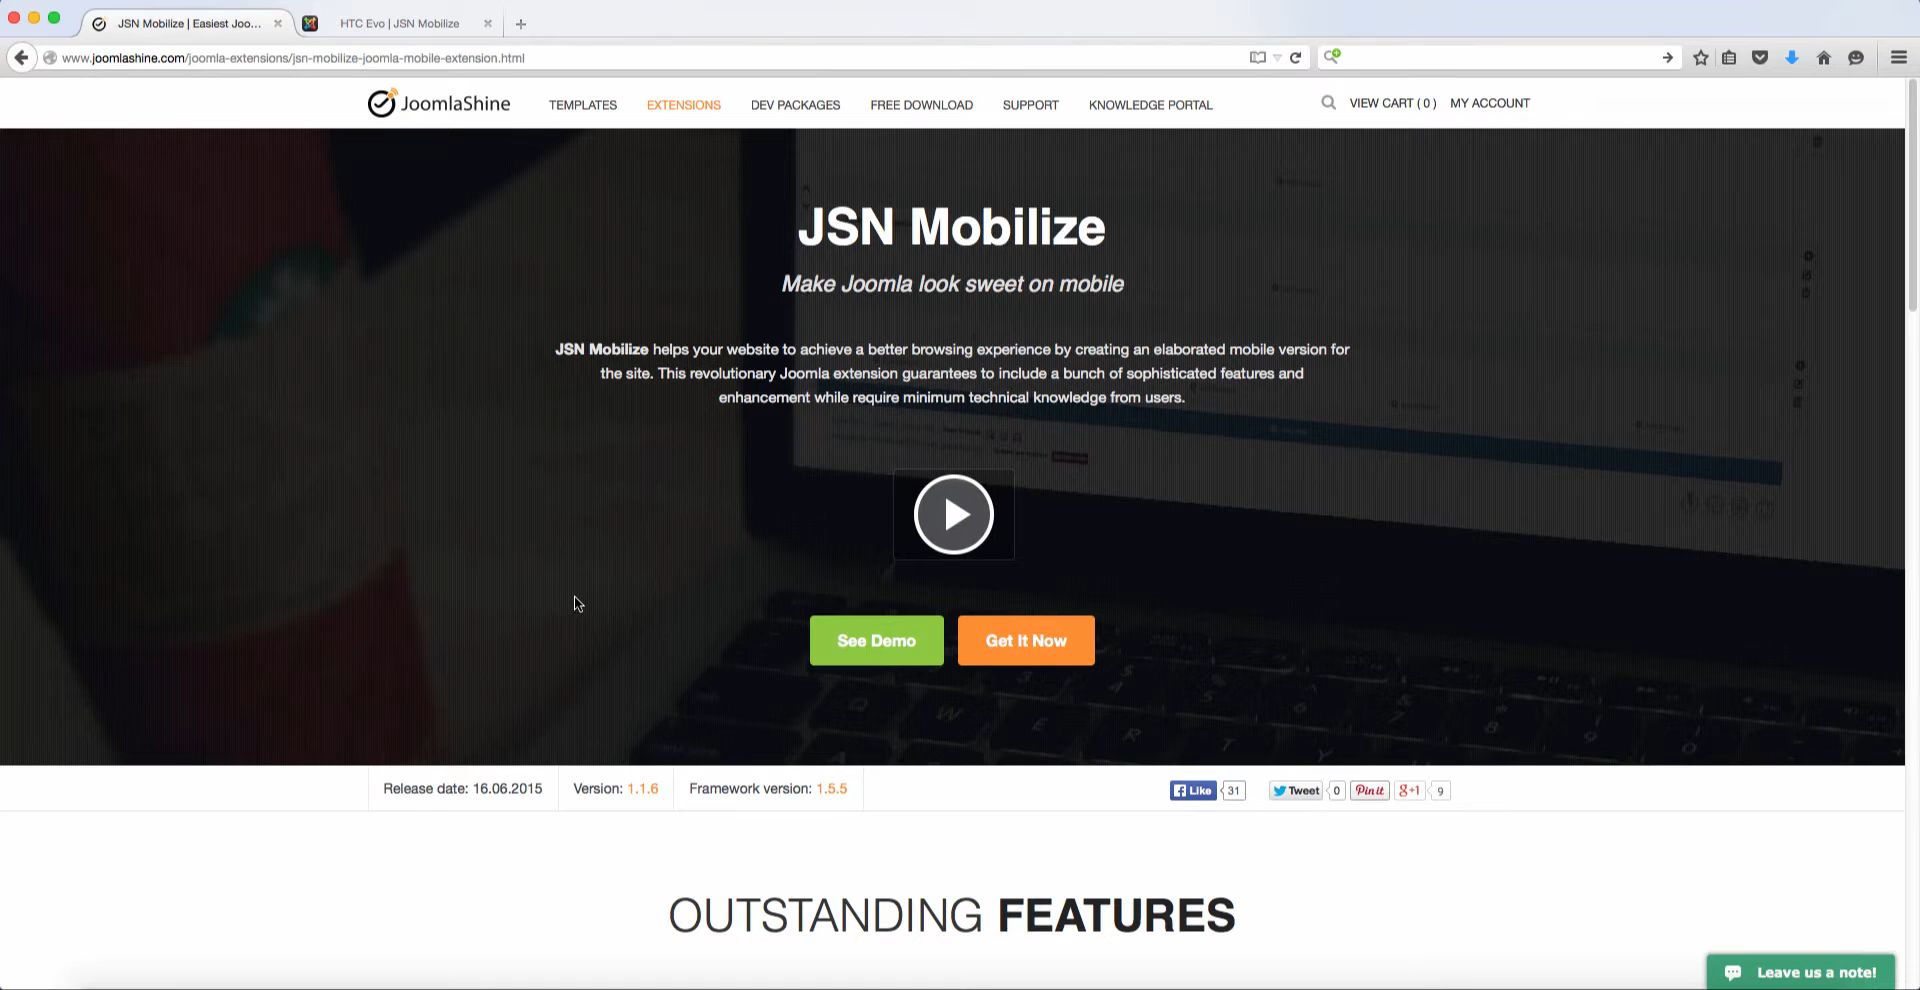 JSN Mobilize | Easiest Joo...
HTC Evo | JSN Mobilize
www.joomlashine.com/joomla-extensions/jsn-mobilize-joomla-mobile-extension.html
JoomlaShine
TEMPLATES
EXTENSIONS
DEV PACKAGES
FREE DOWNLOAD
SUPPORT
KNOWLEDGE PORTAL
VIEW CART ( 0 )
MY ACCOUNT
JSN Mobilize
Make Joomla look sweet on mobile
JSN Mobilize helps your website to achieve a better browsing experience by creating an elaborated mobile version for
the site. This revolutionary Joomla extension guarantees to include a bunch of sophisticated features and
enhancement while require minimum technical knowledge from users.
See Demo
Get It Now
Release date: 16.06.2015
Version: 1.1.6
Framework version: 1.5.5
Like
31
Tweet
0
Pin it
g+1
9
OUTSTANDING FEATURES
Leave us a note!